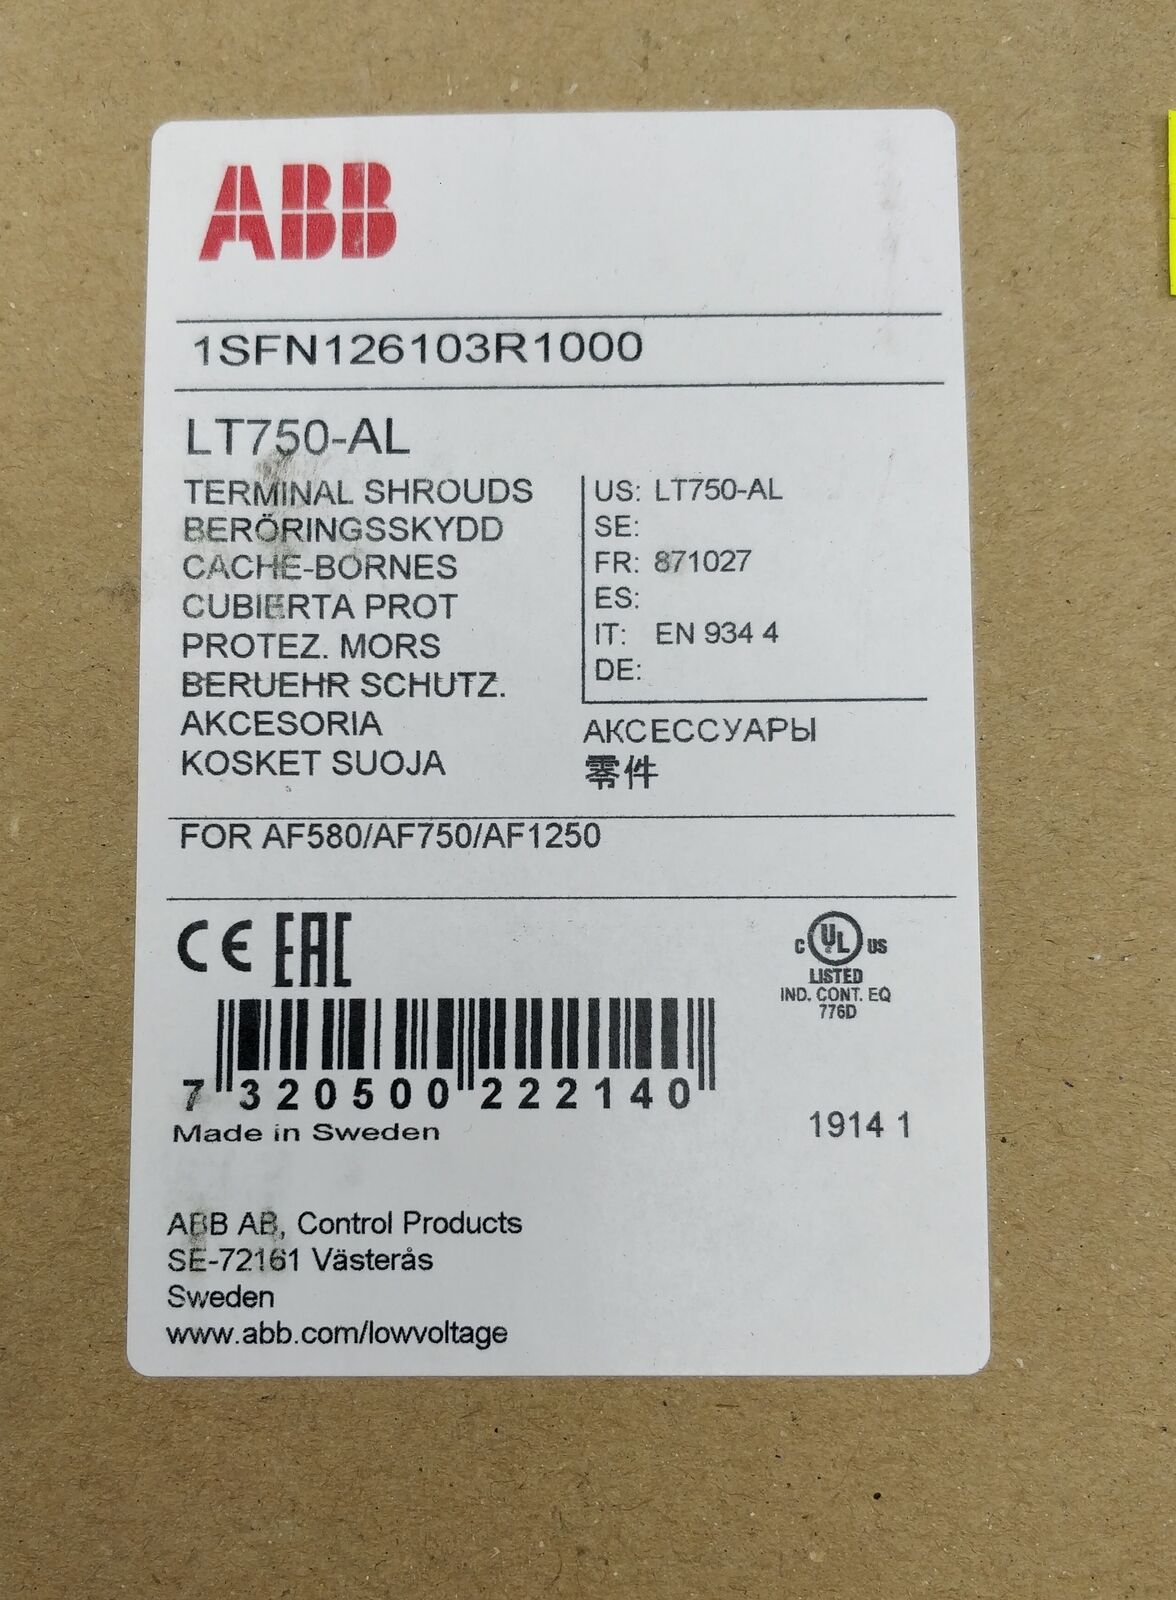 ABB
1SFN126103R1000
LT750-AL
TERMINAL SHROUDS
BERÖRINGSSKYDD
CACHE-BORNES
CUBIERTA PROT
PROTEZ. MORS
BERUEHR SCHUTZ.
AKCESORIA
KOSKET SUOJA
US: LT750-AL
SE:
FR: 871027
ES:
IT: EN 934 4
DE:
АКСЕССУАРЫ
零件
FOR AF580/AF750/AF1250
CE EAC
C UL US
LISTED
IND. CONT. EQ
776D
7 320500 222140
Made in Sweden
1914 1
ABB AB, Control Products
SE-72161 Västerås
Sweden
www.abb.com/lowvoltage